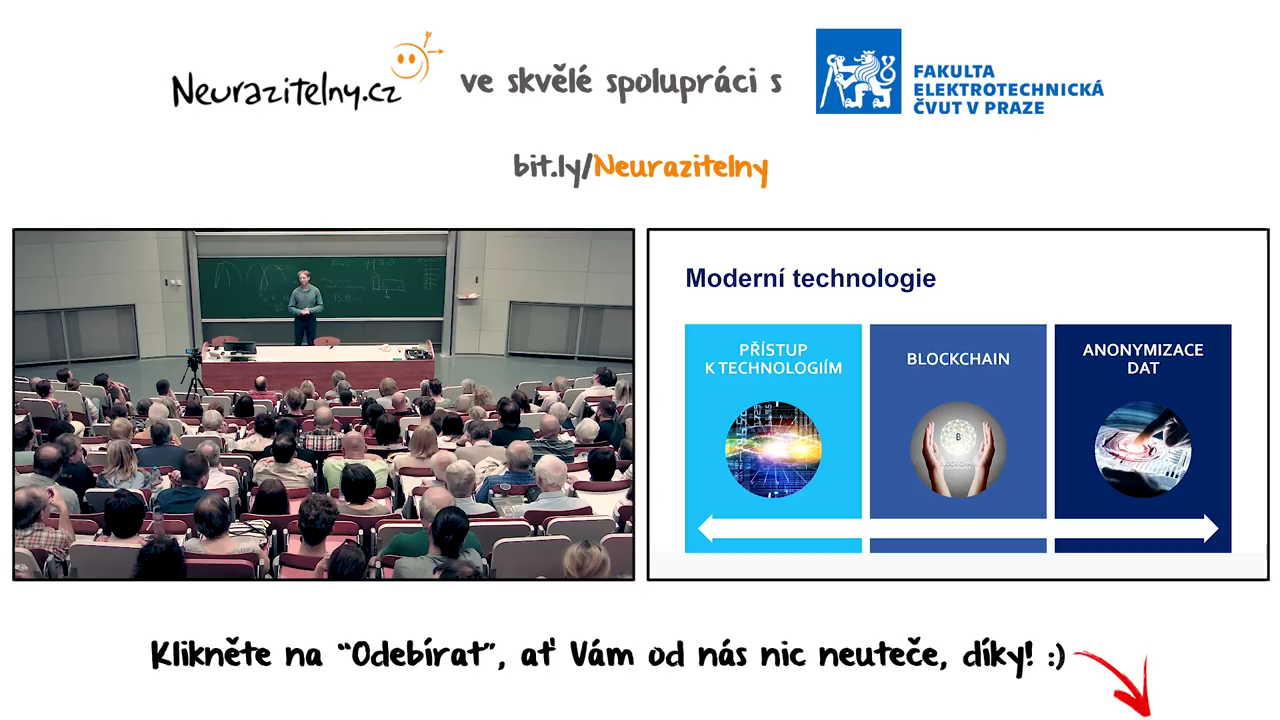 Neurazitelny.cz ve skvělé spolupráci s
FAKULTA
ELEKTROTECHNICKÁ
ČVUT V PRAZE
bit.ly/Neurazitelny
Moderní technologie
PŘÍSTUP
K TECHNOLOGIÍM
BLOCKCHAIN
ANONYMIZACE
DAT
B
BLOCKCHAIN
Klikněte na “Odebírat”, ať Vám od nás nic neuteče, díky! :)